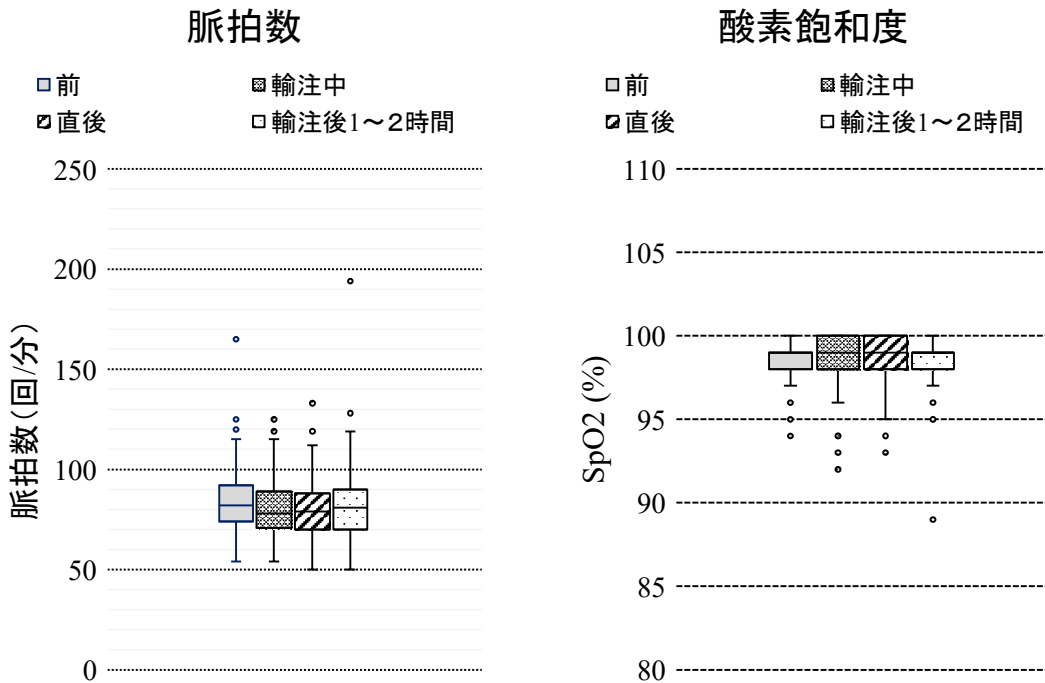 脈拍数
前
輸注中
直後
輸注後1～2時間
脈拍数(回/分)
250
200
150
100
50
0
酸素飽和度
前
輸注中
直後
輸注後1～2時間
SpO2 (%)
110
105
100
95
90
85
80